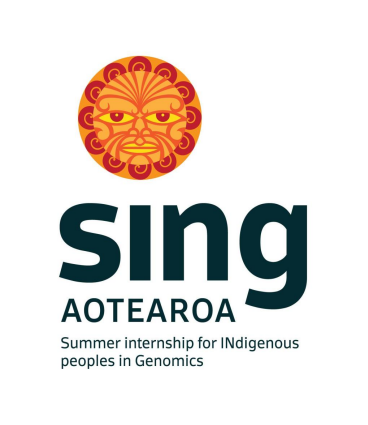 sing
AOTEAROA
Summer internship for INdigenous
peoples in Genomics